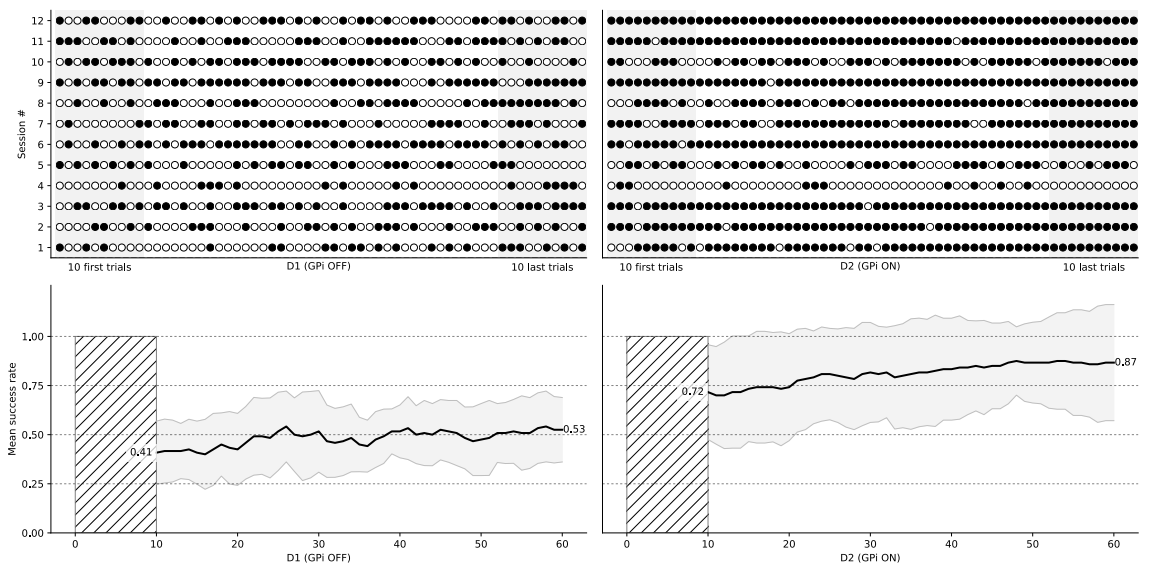 12
11
10
9
8
7
6
5
4
3
2
1
Session #
10 first trials D1 (GPi OFF) 10 last trials
10 first trials D2 (GPi ON) 10 last trials
1.00
0.75
0.50
0.25
0.00
Mean success rate
0.41
0.53
0 10 20 30 40 50 60
D1 (GPi OFF)
0.72
0.87
0 10 20 30 40 50 60
D2 (GPi ON)